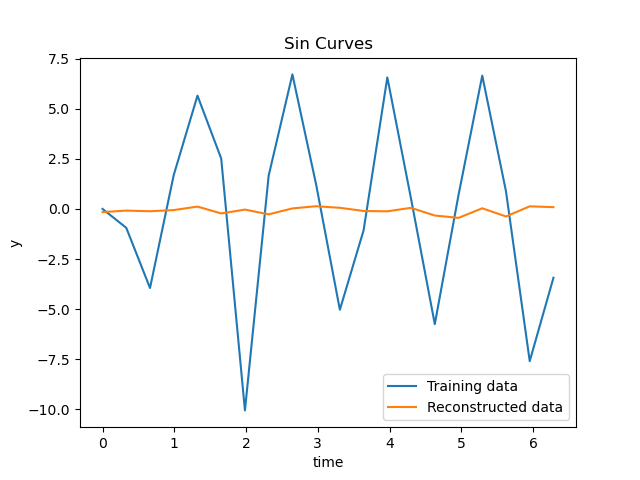 Sin Curves
7.5
5.0
2.5
0.0
−2.5
−5.0
−7.5
−10.0
y
Training data
Reconstructed data
0 1 2 3 4 5 6
time